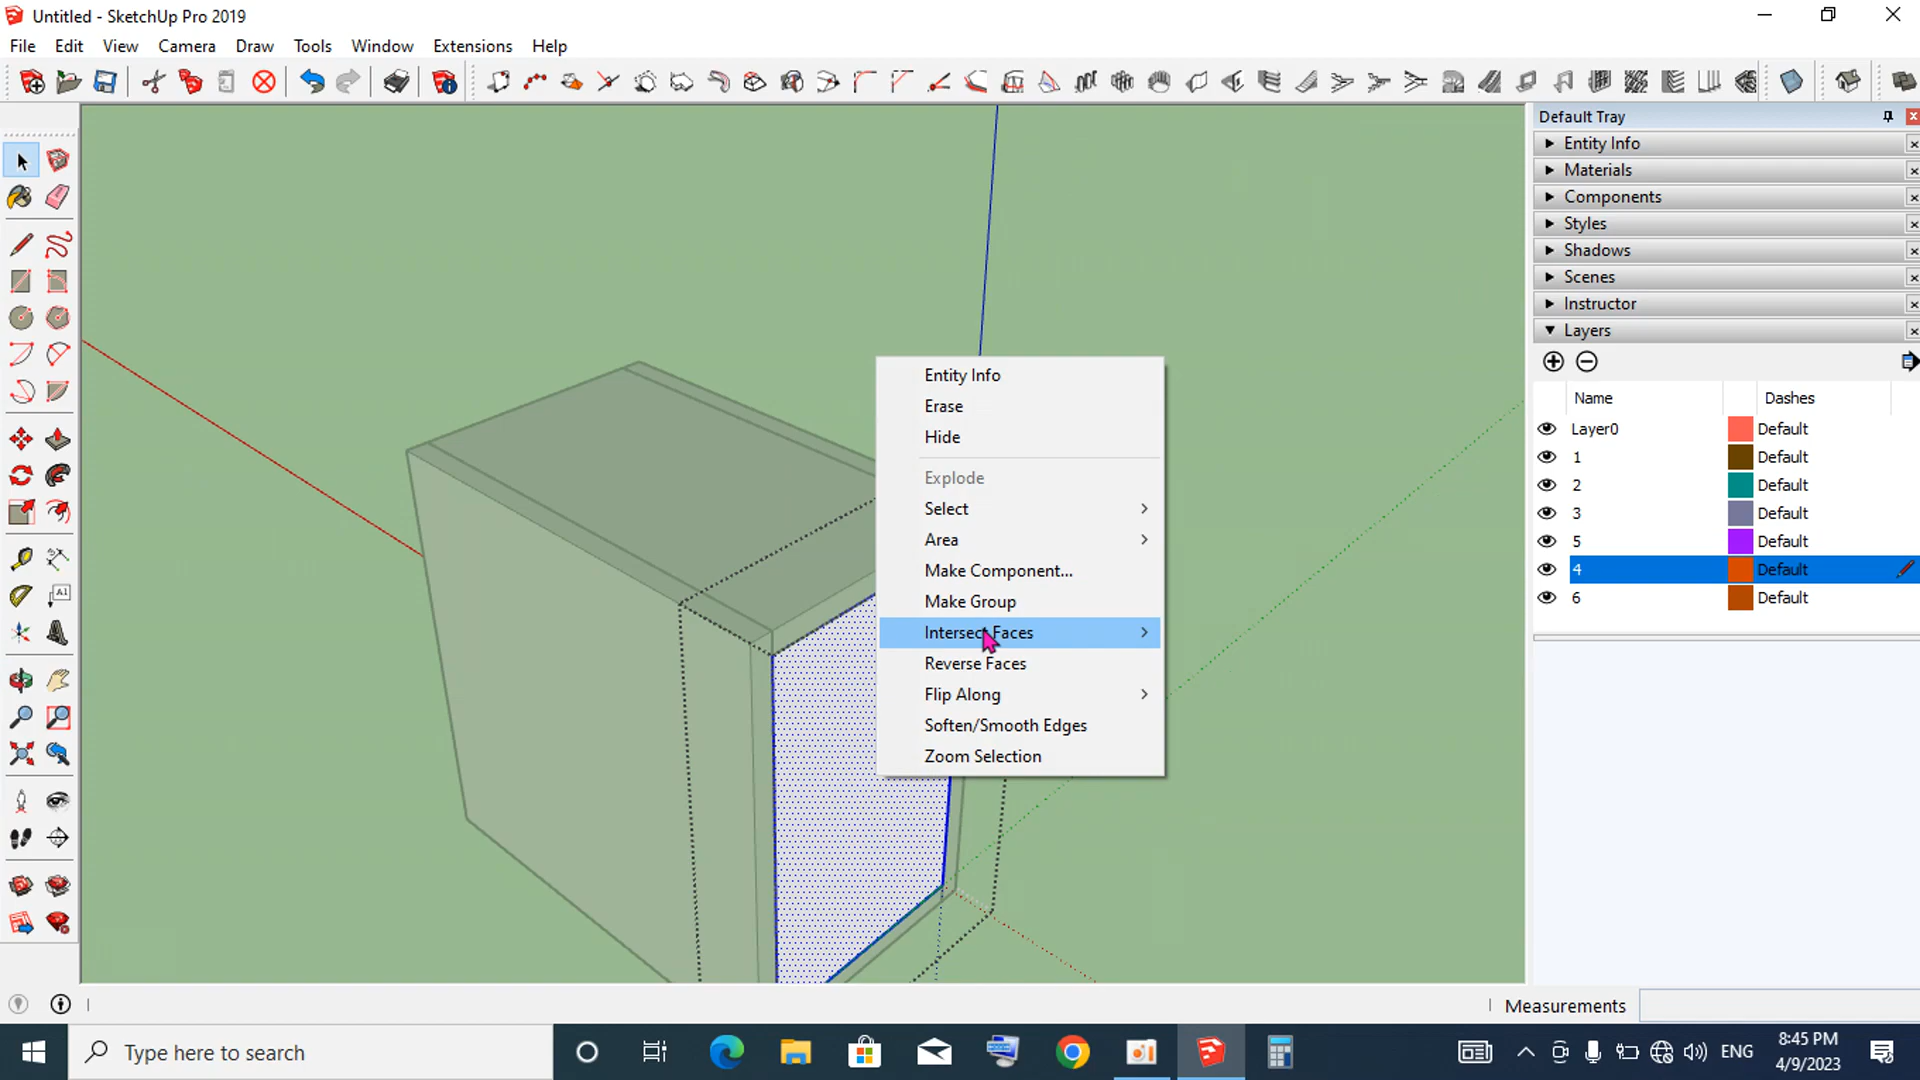 Untitled - SketchUp Pro 2019
File Edit View Camera Draw Tools Window Extensions Help
Default Tray
Entity Info
Materials
Components
Styles
Shadows
Scenes
Instructor
Layers
Name Dashes
Layer0 Default
1 Default
2 Default
3 Default
5 Default
4 Default
6 Default
Entity Info
Erase
Hide
Explode
Select
Area
Make Component...
Make Group
Intersect Faces
Reverse Faces
Flip Along
Soften/Smooth Edges
Zoom Selection
A1
Measurements
Type here to search
ENG
8:45 PM
4/9/2023